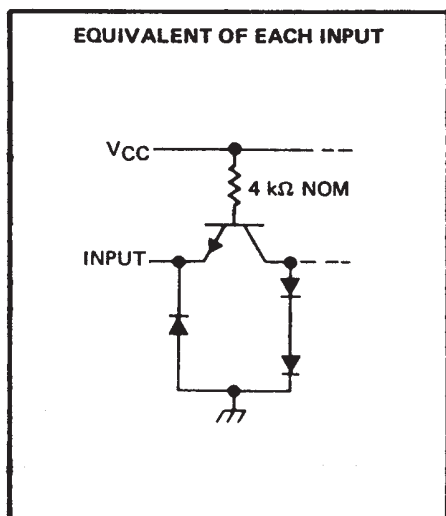 EQUIVALENT OF EACH INPUT
VCC
4 kΩ NOM
INPUT